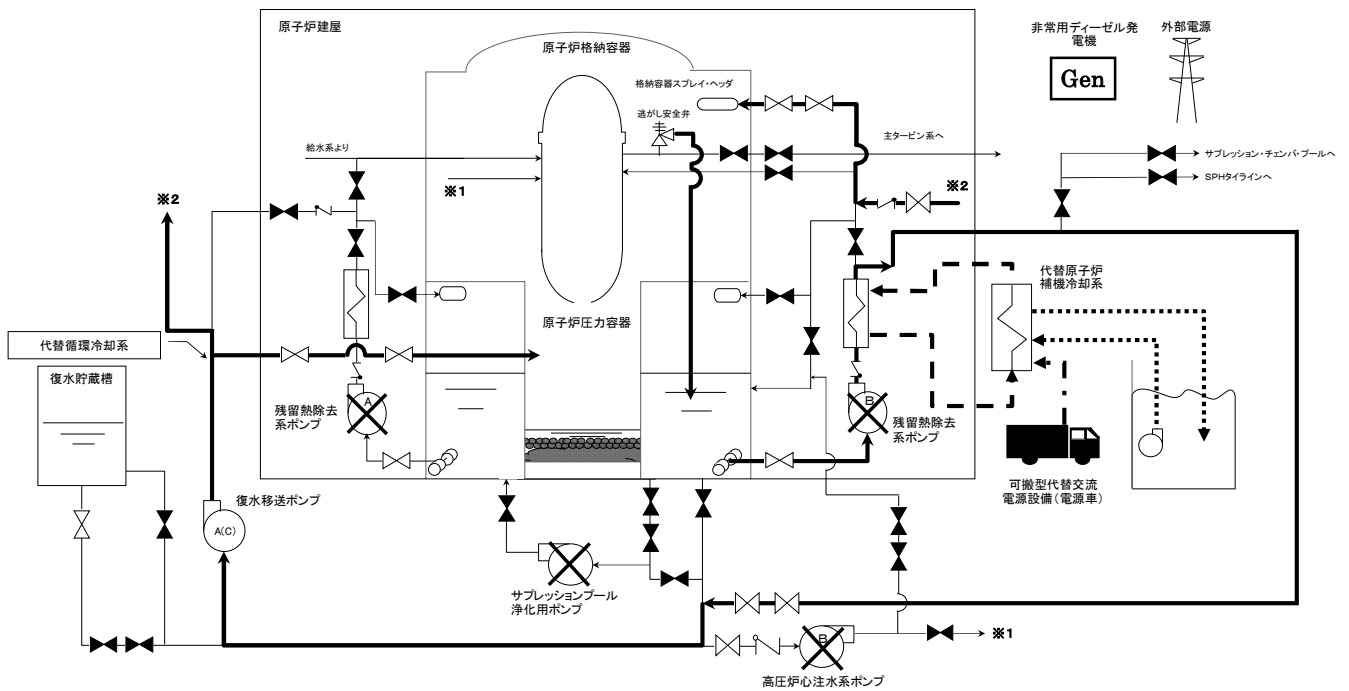 原子炉建屋
原子炉格納容器
非常用ディーゼル発
電機
外部電源
Gen
格納容器スプレイ・ヘッダ
逃がし安全弁
給水系より
主タービン系へ
サプレッション・チェンバ・プールへ
SPHタイラインへ
※1
※2
※2
代替原子炉
補機冷却系
原子炉圧力容器
代替循環冷却系
復水貯蔵槽
残留熱除去
系ポンプ
A
B
残留熱除去
系ポンプ
可搬型代替交流
電源設備(電源車)
復水移送ポンプ
A(C)
サプレッションプール
浄化用ポンプ
B
※1
高圧炉心注水系ポンプ